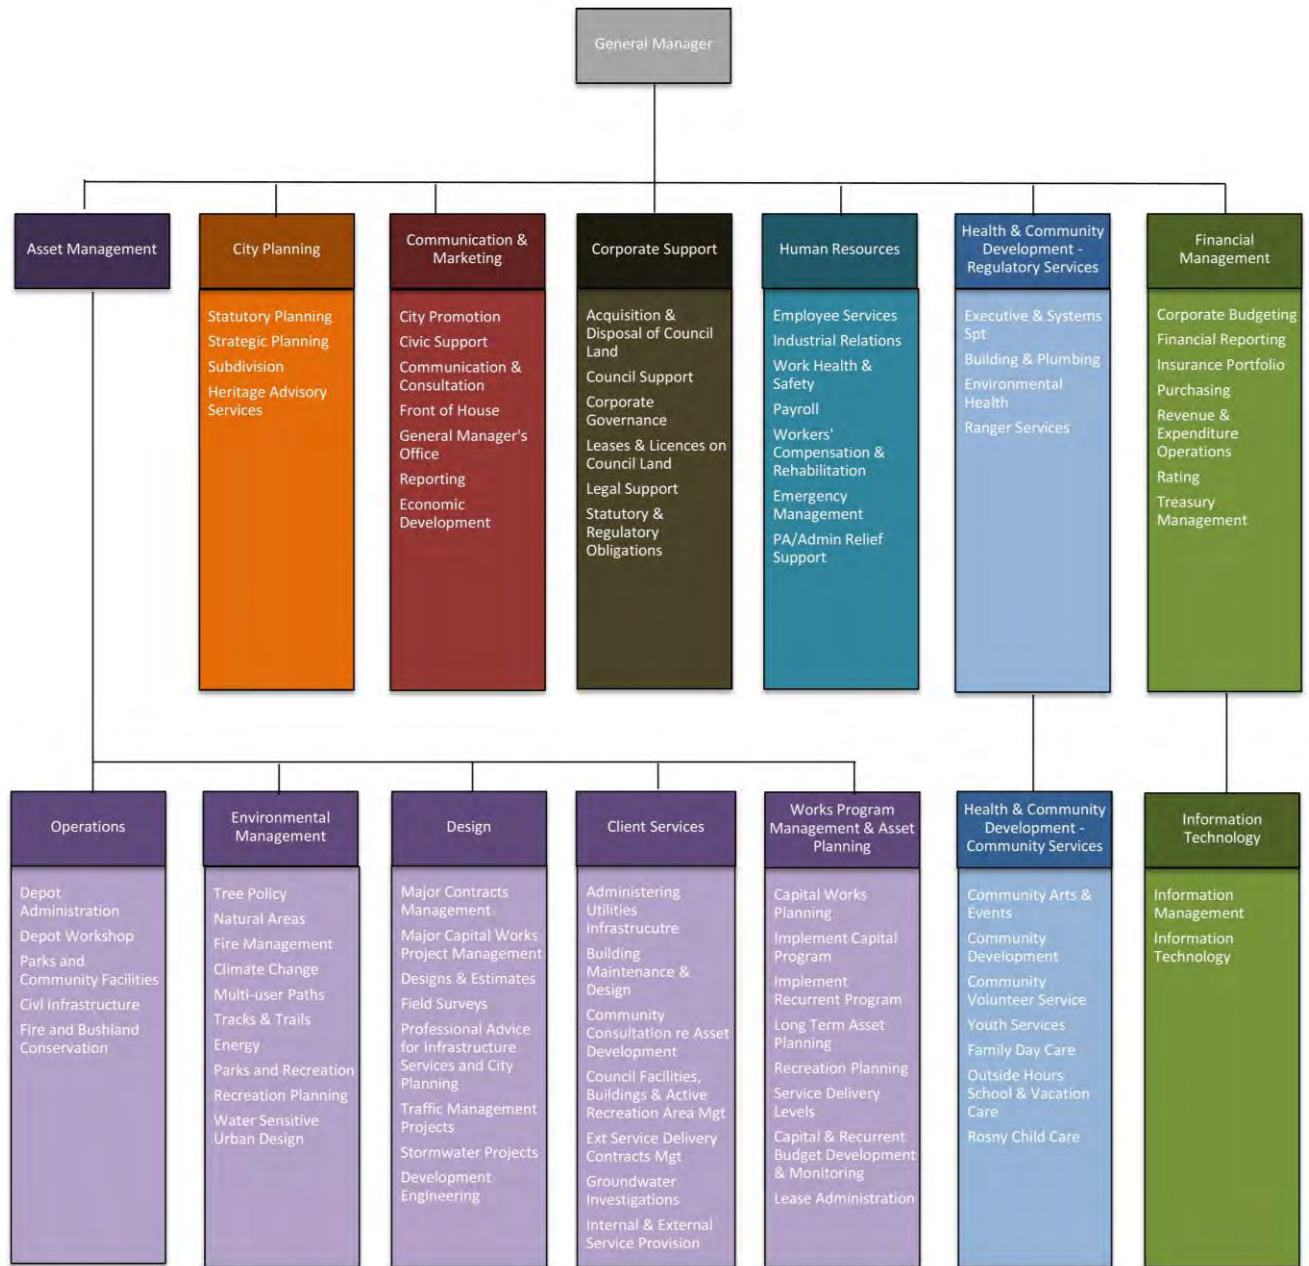 General Manager
Asset Management
City Planning
Statutory Planning
Strategic Planning
Subdivision
Heritage Advisory
Services
Communication &
Marketing
City Promotion
Civic Support
Communication &
Consultation
Front of House
General Manager's
Office
Reporting
Economic
Development
Corporate Support
Acquisition &
Disposal of Council
Land
Council Support
Corporate
Governance
Leases & Licences on
Council Land
Legal Support
Statutory &
Regulatory
Obligations
Human Resources
Employee Services
Industrial Relations
Work Health &
Safety
Payroll
Workers'
Compensation &
Rehabilitation
Emergency
Management
PA/Admin Relief
Support
Health & Community
Development -
Regulatory Services
Executive & Systems
Spt
Building & Plumbing
Environmental
Health
Ranger Services
Financial
Management
Corporate Budgeting
Financial Reporting
Insurance Portfolio
Purchasing
Revenue &
Expenditure
Operations
Rating
Treasury
Management
Operations
Depot
Administration
Depot Workshop
Parks and
Community Facilities
Civl Infrastructure
Fire and Bushland
Conservation
Environmental
Management
Tree Policy
Natural Areas
Fire Management
Climate Change
Multi-user Paths
Tracks & Trails
Energy
Parks and Recreation
Recreation Planning
Water Sensitive
Urban Design
Design
Major Contracts
Management
Major Capital Works
Project Management
Designs & Estimates
Field Surveys
Professional Advice
for Infrastructure
Services and City
Planning
Traffic Management
Projects
Stormwater Projects
Development
Engineering
Client Services
Administering
Utilities
infrastrucutre
Building
Maintenance &
Design
Community
Consultation re Asset
Development
Council Facilities,
Buildings & Active
Recreation Area Mgt
Ext Service Delivery
Contracts Mgt
Groundwater
Investigations
Internal & External
Service Provision
Works Program
Management & Asset
Planning
Capital Works
Planning
Implement Capital
Program
Implement
Recurrent Program
Long Term Asset
Planning
Recreation Planning
Service Delivery
Levels
Capital & Recurrent
Budget Development
& Monitoring
Lease Administration
Health & Community
Development -
Community Services
Community Arts &
Events
Community
Development
Community
Volunteer Service
Youth Services
Family Day Care
Outside Hours
School & Vacation
Care
Rosny Child Care
Information
Technology
Information
Management
Information
Technology